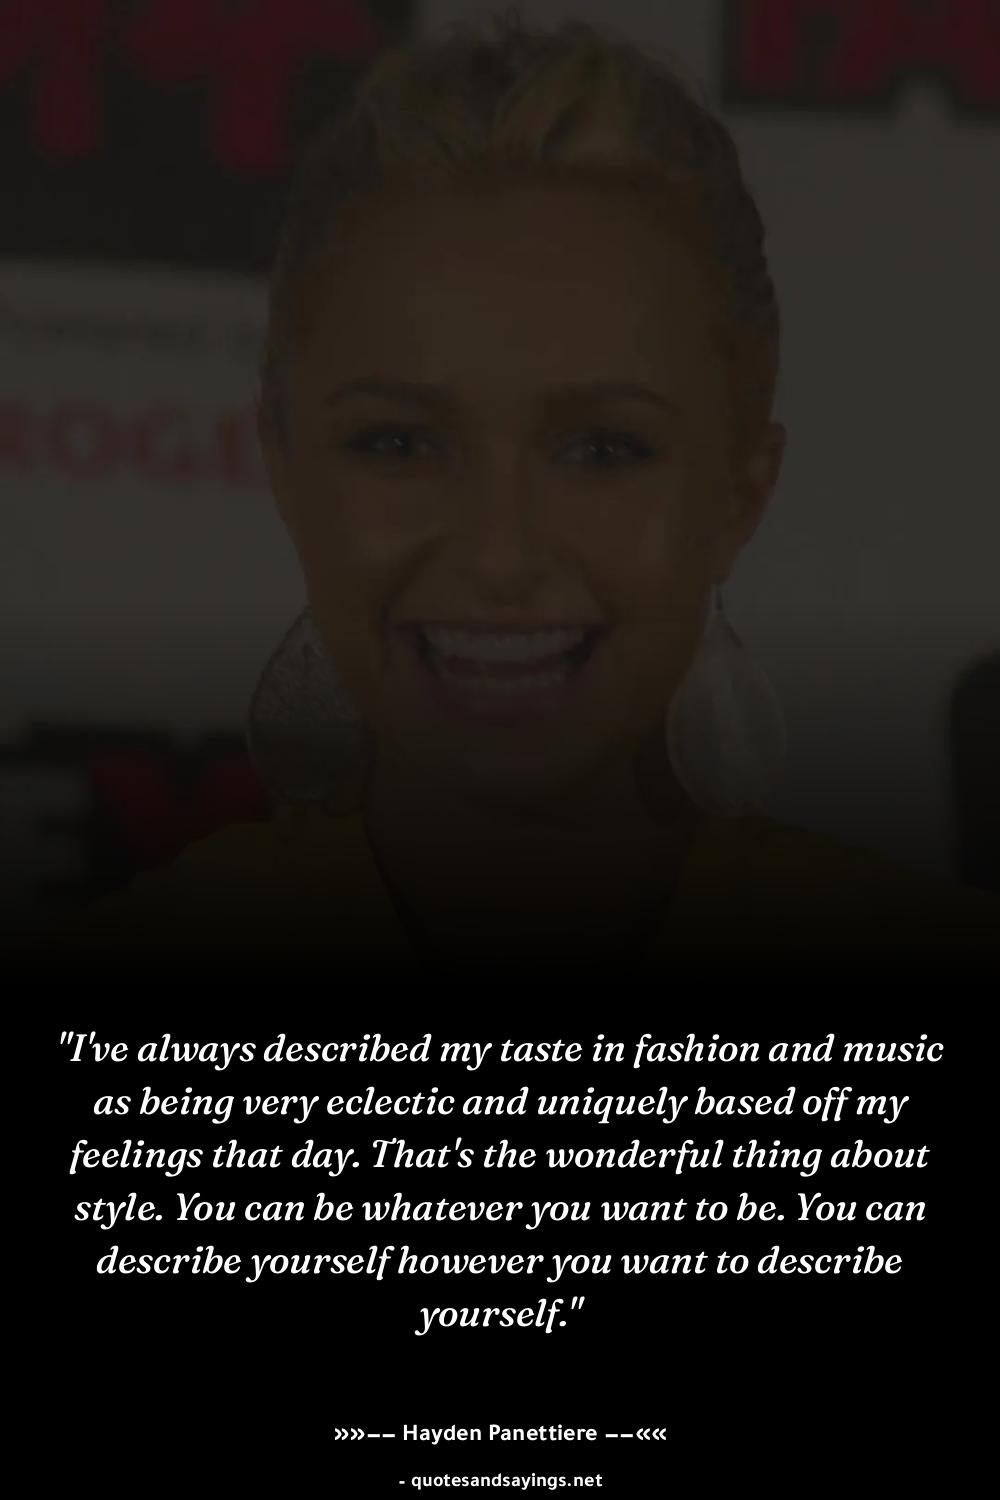 "I've always described my taste in fashion and music
as being very eclectic and uniquely based off my
feelings that day. That's the wonderful thing about
style. You can be whatever you want to be. You can
describe yourself however you want to describe
yourself."
»»−− Hayden Panettiere −−««
- quotesandsayings.net